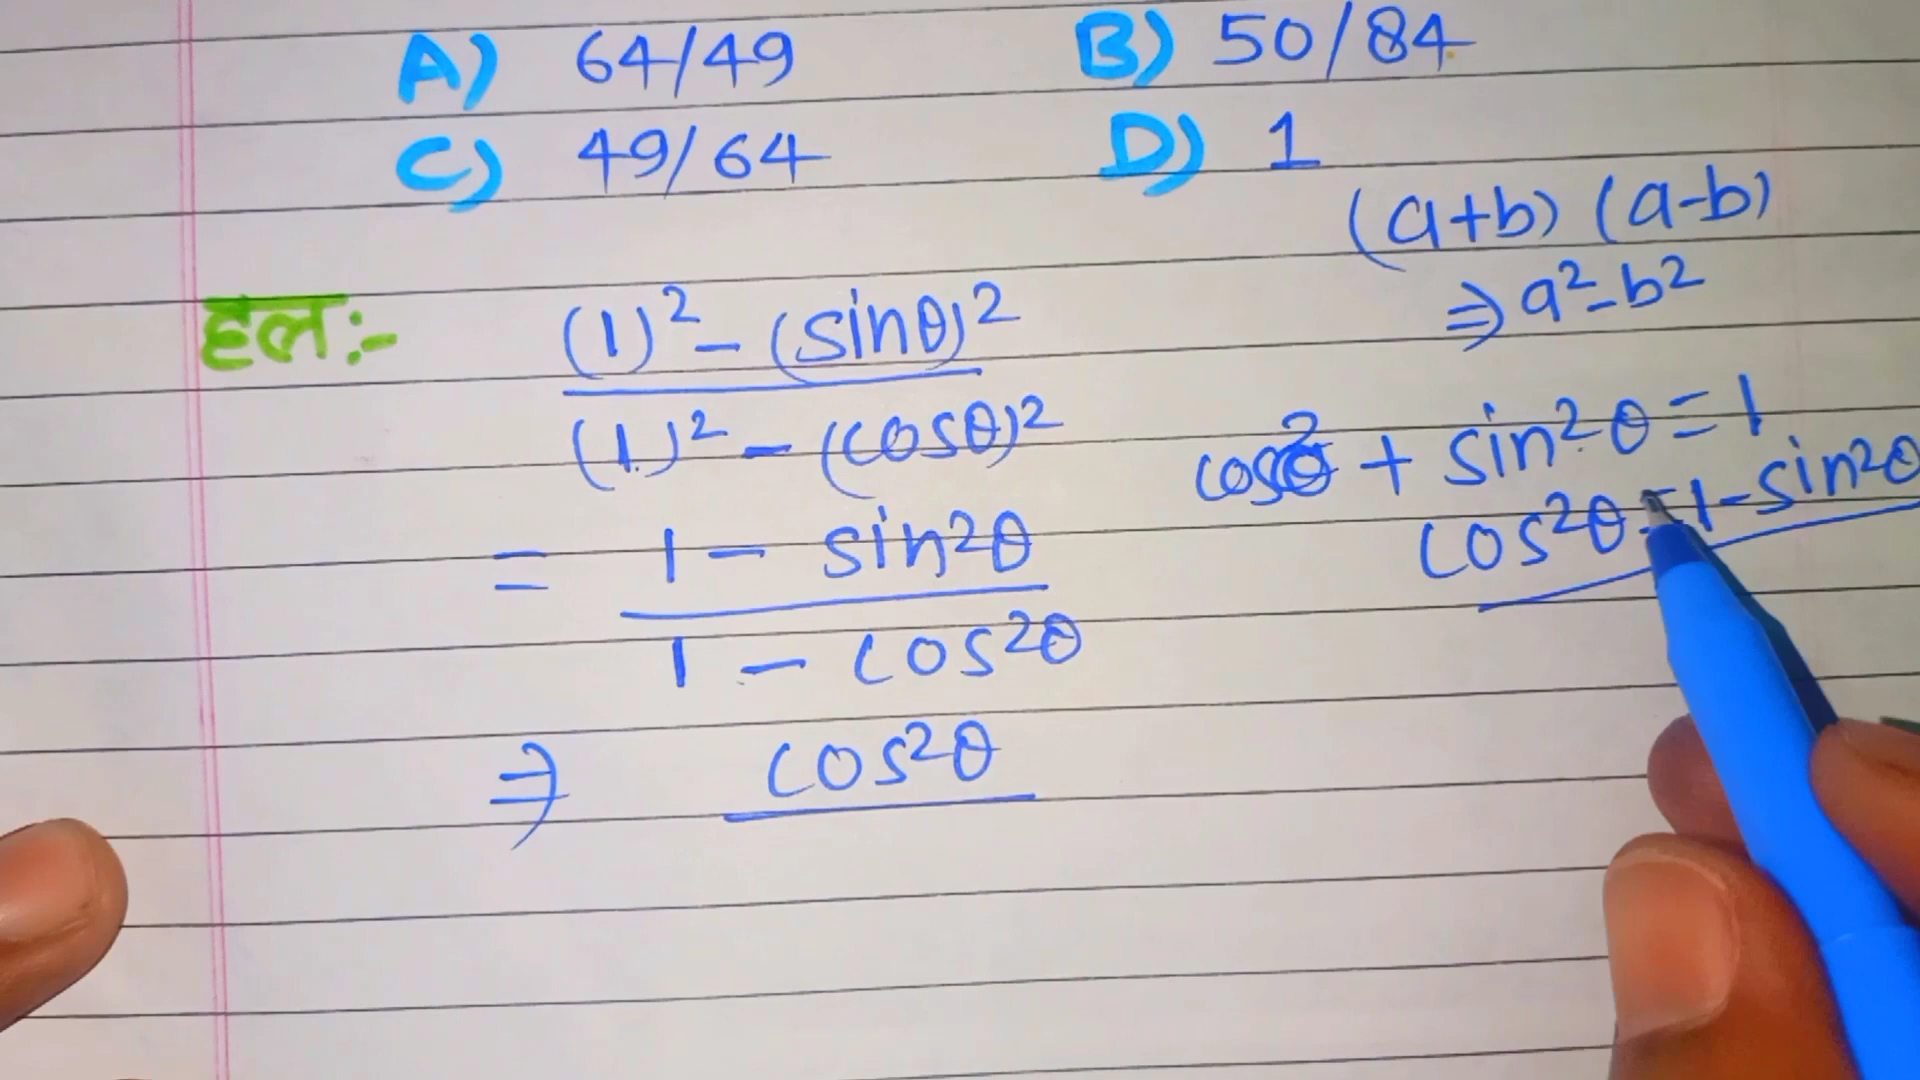 A) 64/49 B) 50/84
C) 49/64 D) 1
(a+b) (a-b)
⇒ a²-b²
हल:-
(1)² - (sinθ)²
(1)² - (cosθ)²
cos²θ + sin²θ = 1
cos²θ = 1 - sin²θ
= 1 - sin²θ
1 - cos²θ
⇒ cos²θ